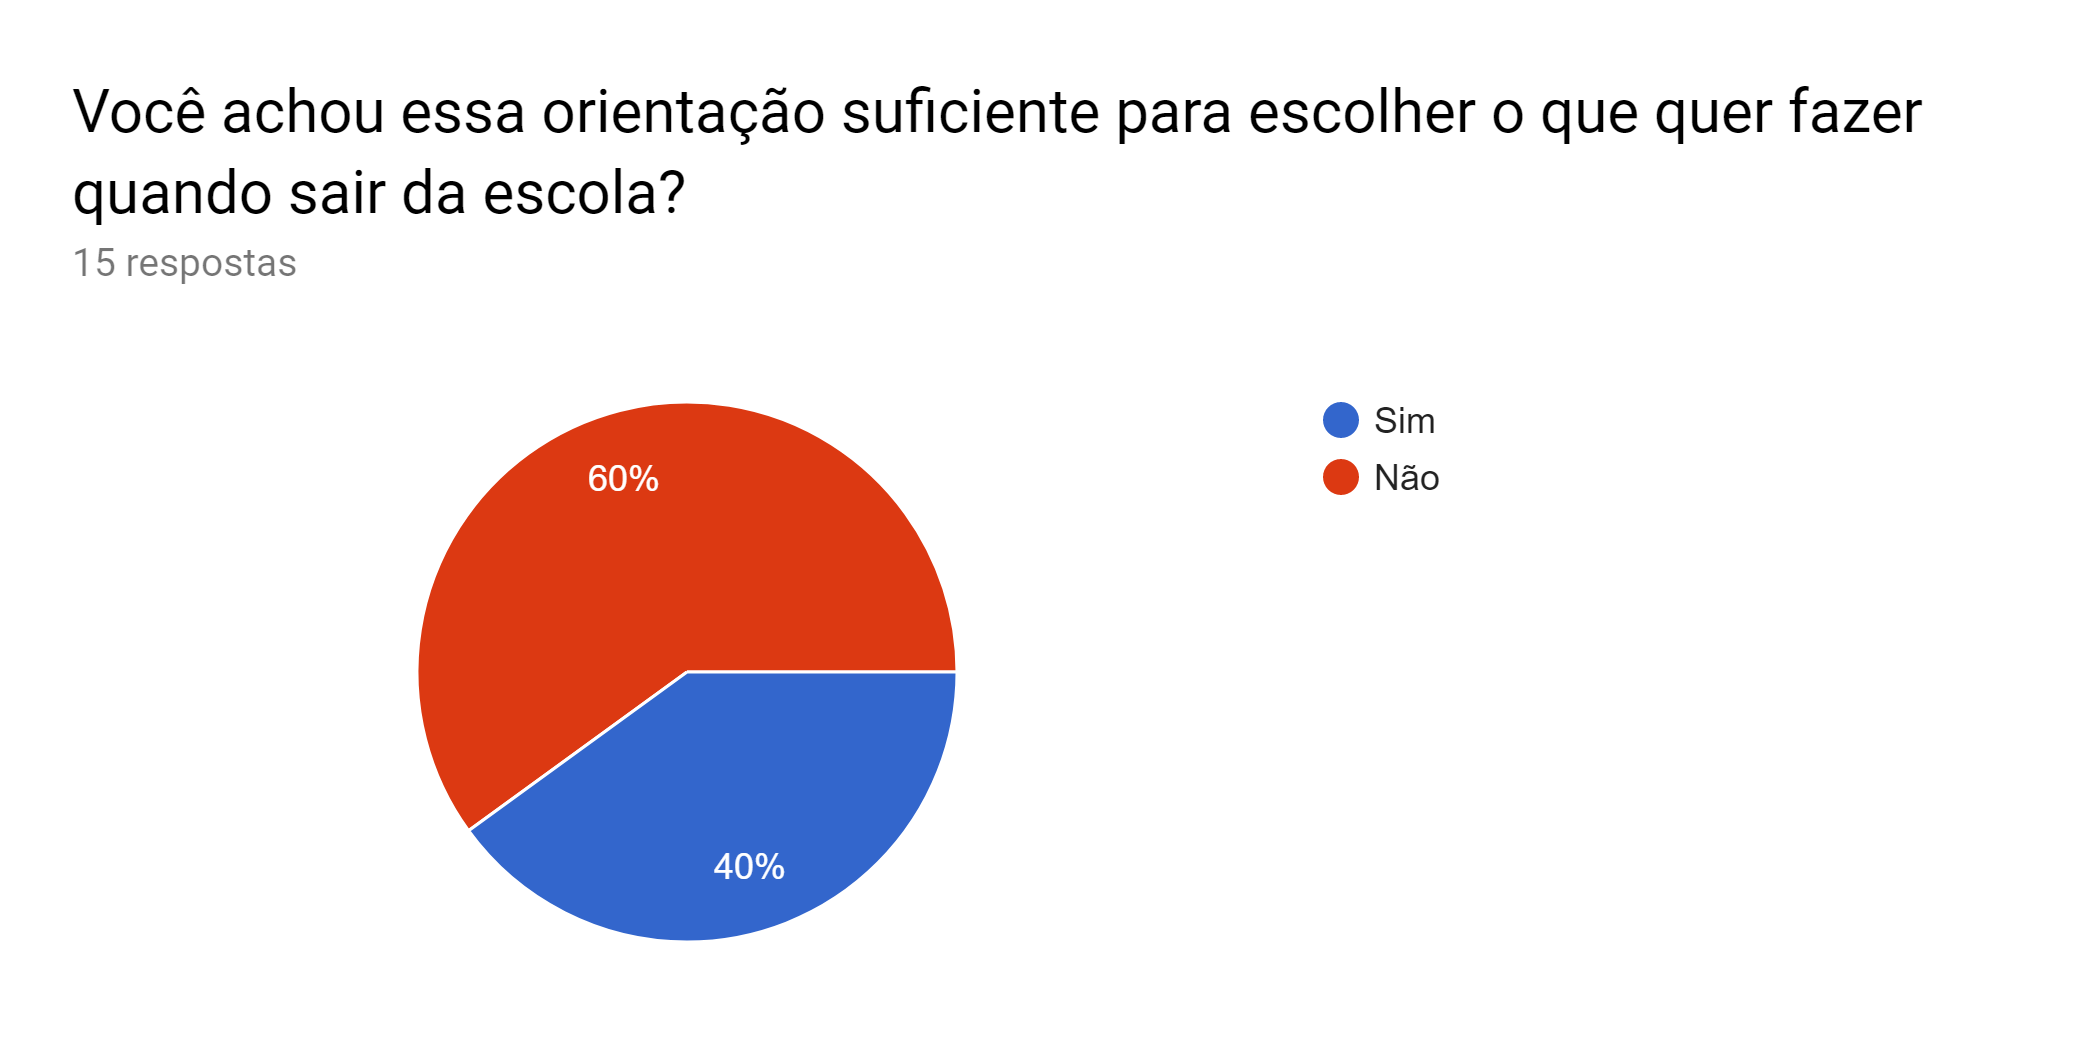 Você achou essa orientação suficiente para escolher o que quer fazer
quando sair da escola?
15 respostas
Sim
Não
60%
40%